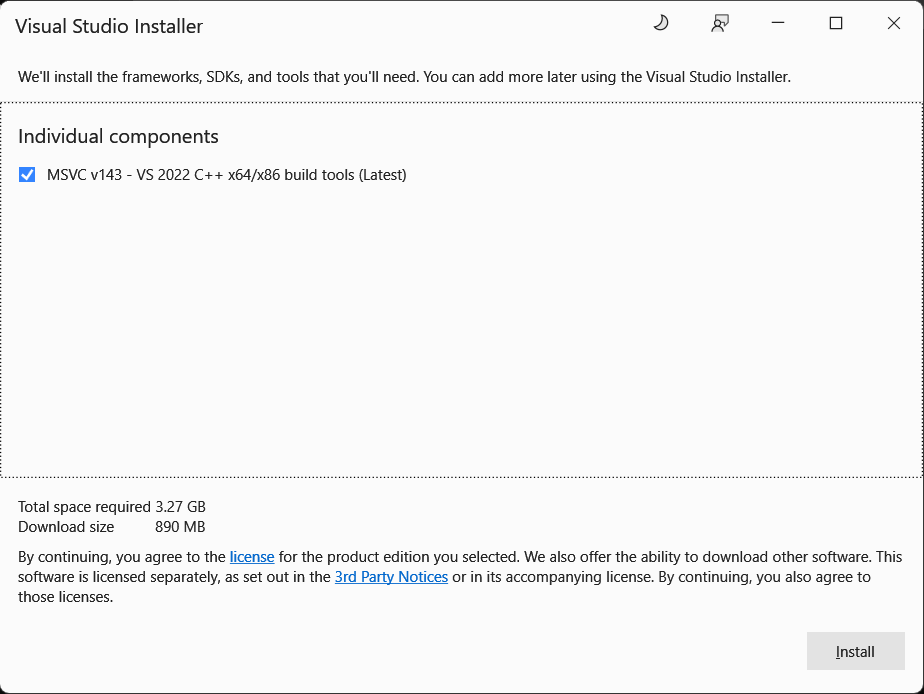 Visual Studio Installer
We'll install the frameworks, SDKs, and tools that you'll need. You can add more later using the Visual Studio Installer.
Individual components
MSVC v143 - VS 2022 C++ x64/x86 build tools (Latest)
Total space required 3.27 GB
Download size 890 MB
By continuing, you agree to the license for the product edition you selected. We also offer the ability to download other software. This
software is licensed separately, as set out in the 3rd Party Notices or in its accompanying license. By continuing, you also agree to
those licenses.
Install